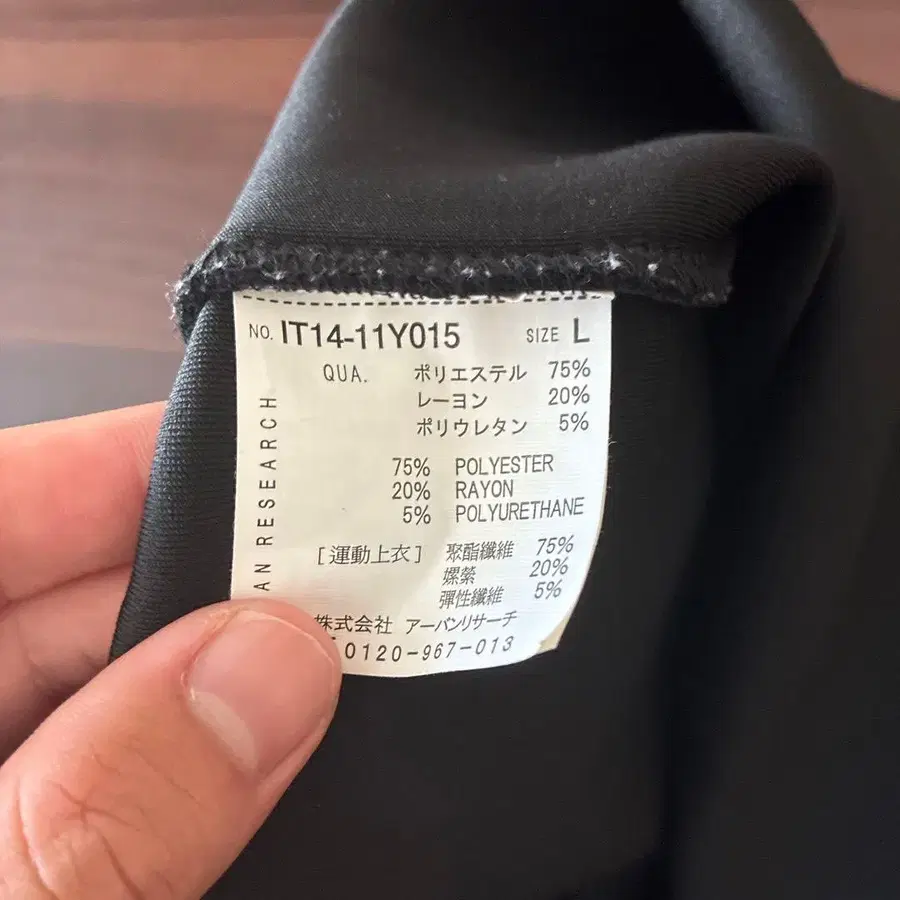 NO. IT14-11Y015 SIZE L
QUA. ポリエステル 75%
レーヨン 20%
ポリウレタン 5%
75% POLYESTER
20% RAYON
5% POLYURETHANE
[運動上衣] 聚酯纖維 75%
嫘縈 20%
彈性纖維 5%
株式会社 アーバンリサーチ
0120-967-013
AN RESEARCH